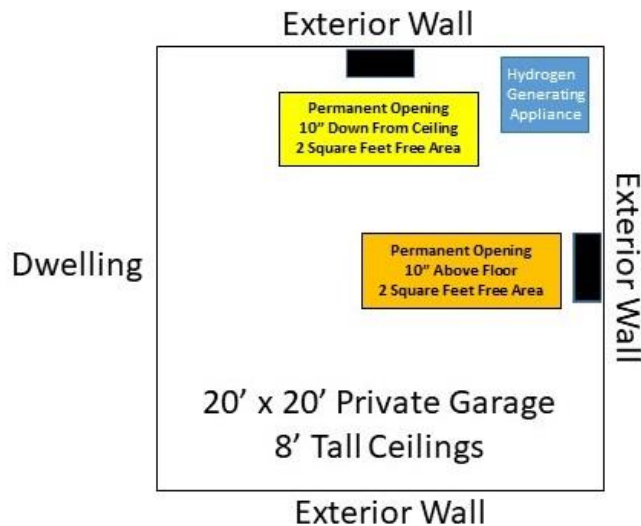 Exterior Wall
Hydrogen
Generating
Appliance
Permanent Opening
10” Down From Ceiling
2 Square Feet Free Area
Dwelling
Permanent Opening
10” Above Floor
2 Square Feet Free Area
Exterior Wall
20’ x 20’ Private Garage
8’ Tall Ceilings
Exterior Wall